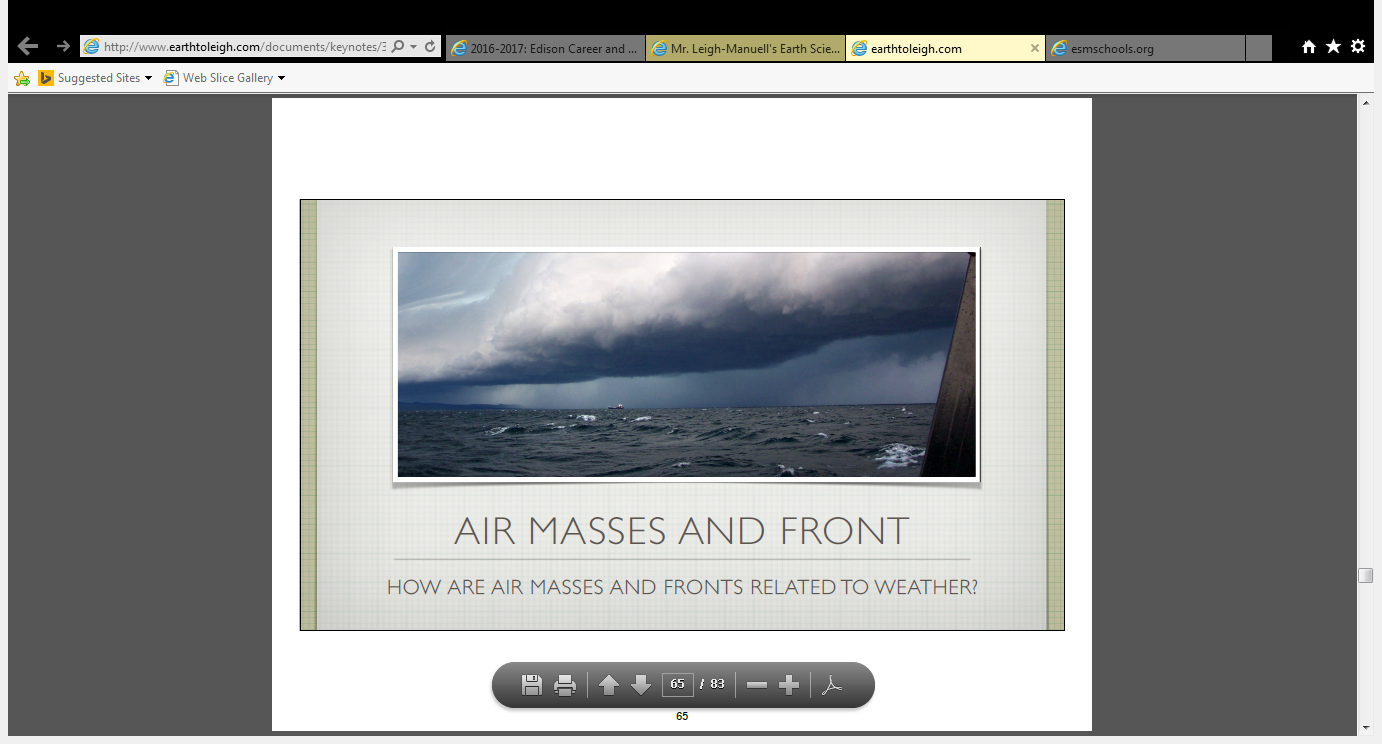 http://www.earthtoleigh.com/documents/keynotes/3
2016-2017: Edison Career and ...
Mr. Leigh-Manuell's Earth Scie...
earthtoleigh.com
esmschools.org
Suggested Sites
Web Slice Gallery
AIR MASSES AND FRONT
HOW ARE AIR MASSES AND FRONTS RELATED TO WEATHER?
65 / 83
65